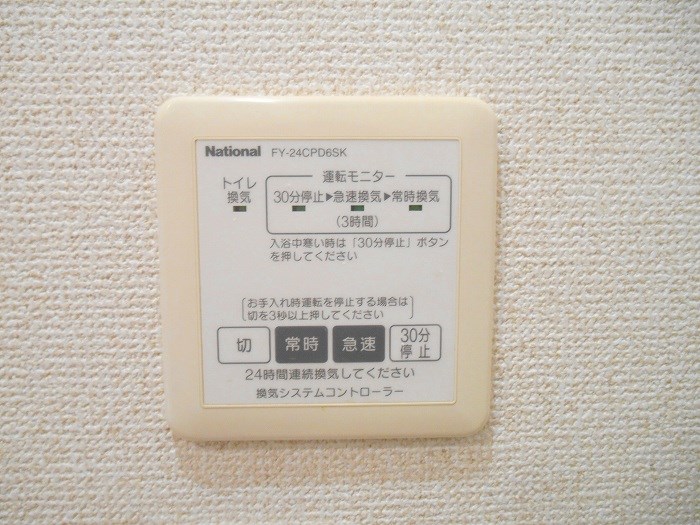 National FY-24CPD6SK
運転モニター
トイレ
換気
30分停止▶急速換気▶常時換気
(3時間)
入浴中寒い時は「30分停止」ボタン
を押してください
お手入れ時運転を停止する場合は
切を3秒以上押してください
切 常時 急速 30分
停止
24時間連続換気してください
換気システムコントローラー